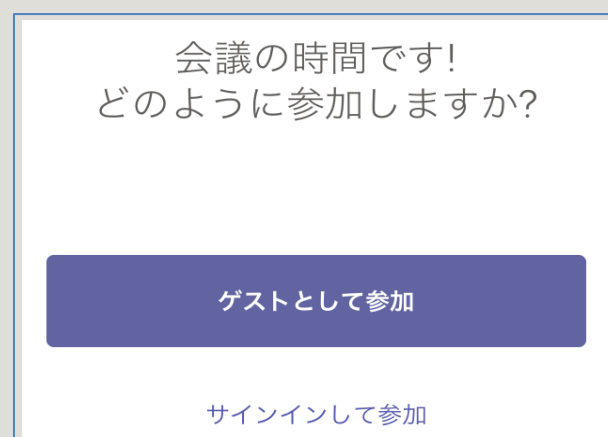 会議の時間です!
どのように参加しますか?
ゲストとして参加
サインインして参加